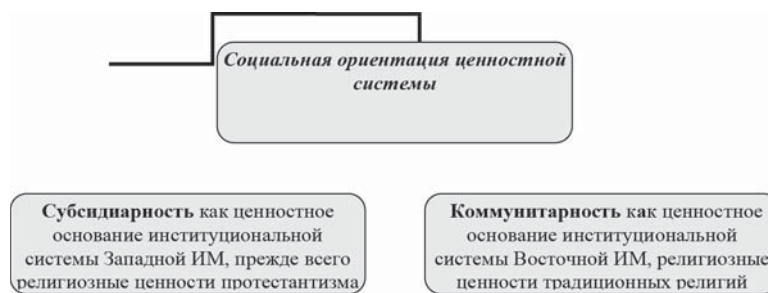 Социальная ориентация ценностной
системы
Субсидиарность как ценностное
основание институциональной
системы Западной ИМ, прежде всего
религиозные ценности протестантизма
Коммунитарность как ценностное
основание институциональной
системы Восточной ИМ, религиозные
ценности традиционных религий